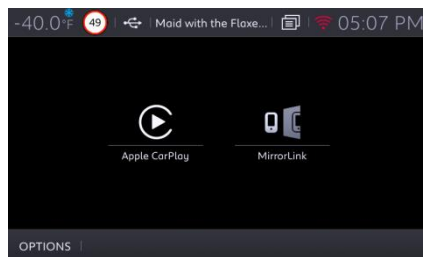 -40.0°F 49 Maid with the Flaxe... 05:07 PM
Apple CarPlay MirrorLink
OPTIONS